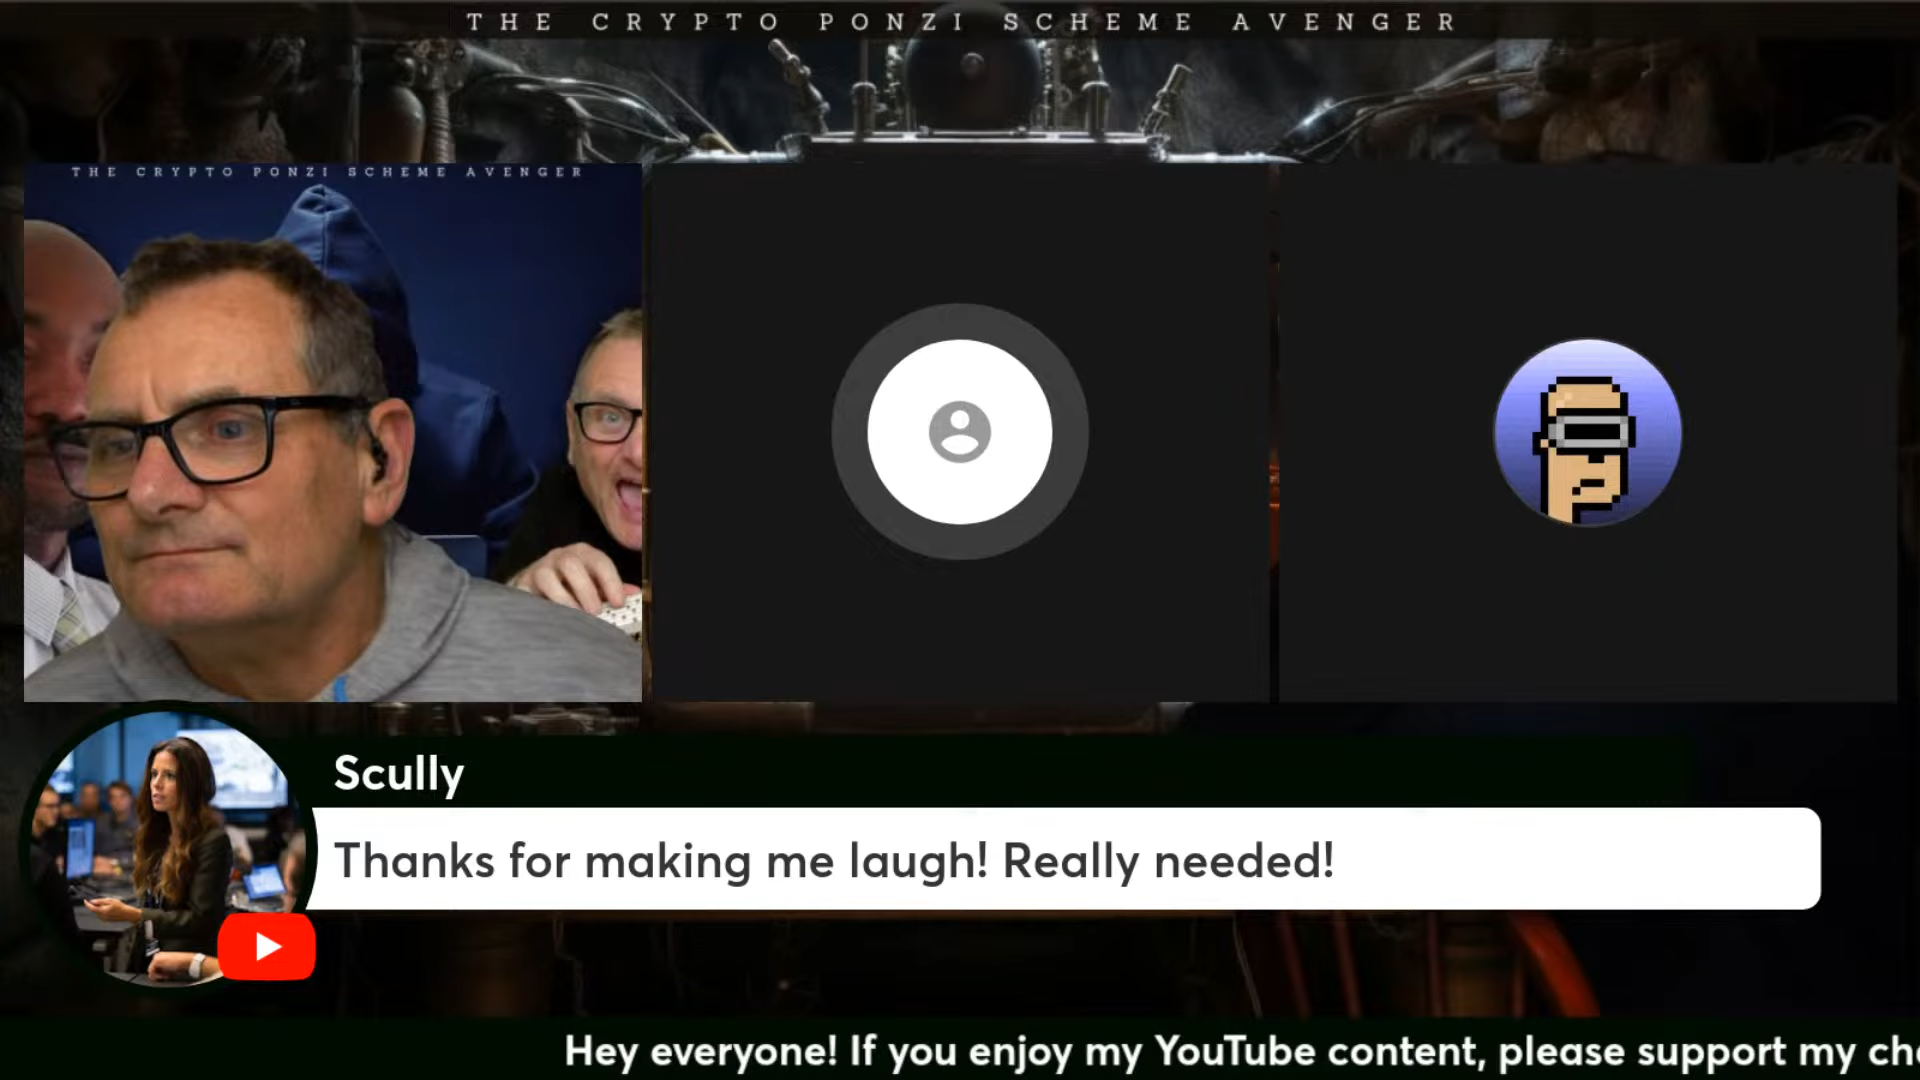 THE CRYPTO PONZI SCHEME AVENGER
THE CRYPTO PONZI SCHEME AVENGER
Scully
Thanks for making me laugh! Really needed!
Hey everyone! If you enjoy my YouTube content, please support my cha